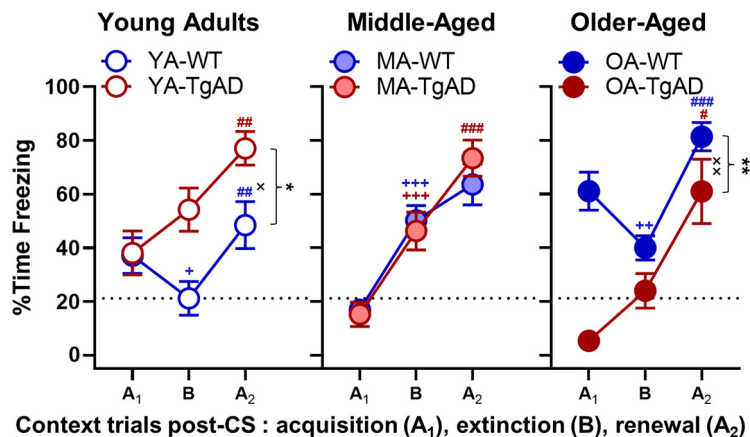 Young Adults
Middle-Aged
Older-Aged
YA-WT
YA-TgAD
MA-WT
MA-TgAD
OA-WT
OA-TgAD
%Time Freezing
100
80
60
40
20
0
##
##
+
×
*
###
+++
+++
###
#
++
××
**
A₁ B A₂
A₁ B A₂
A₁ B A₂
Context trials post-CS : acquisition (A₁), extinction (B), renewal (A₂)